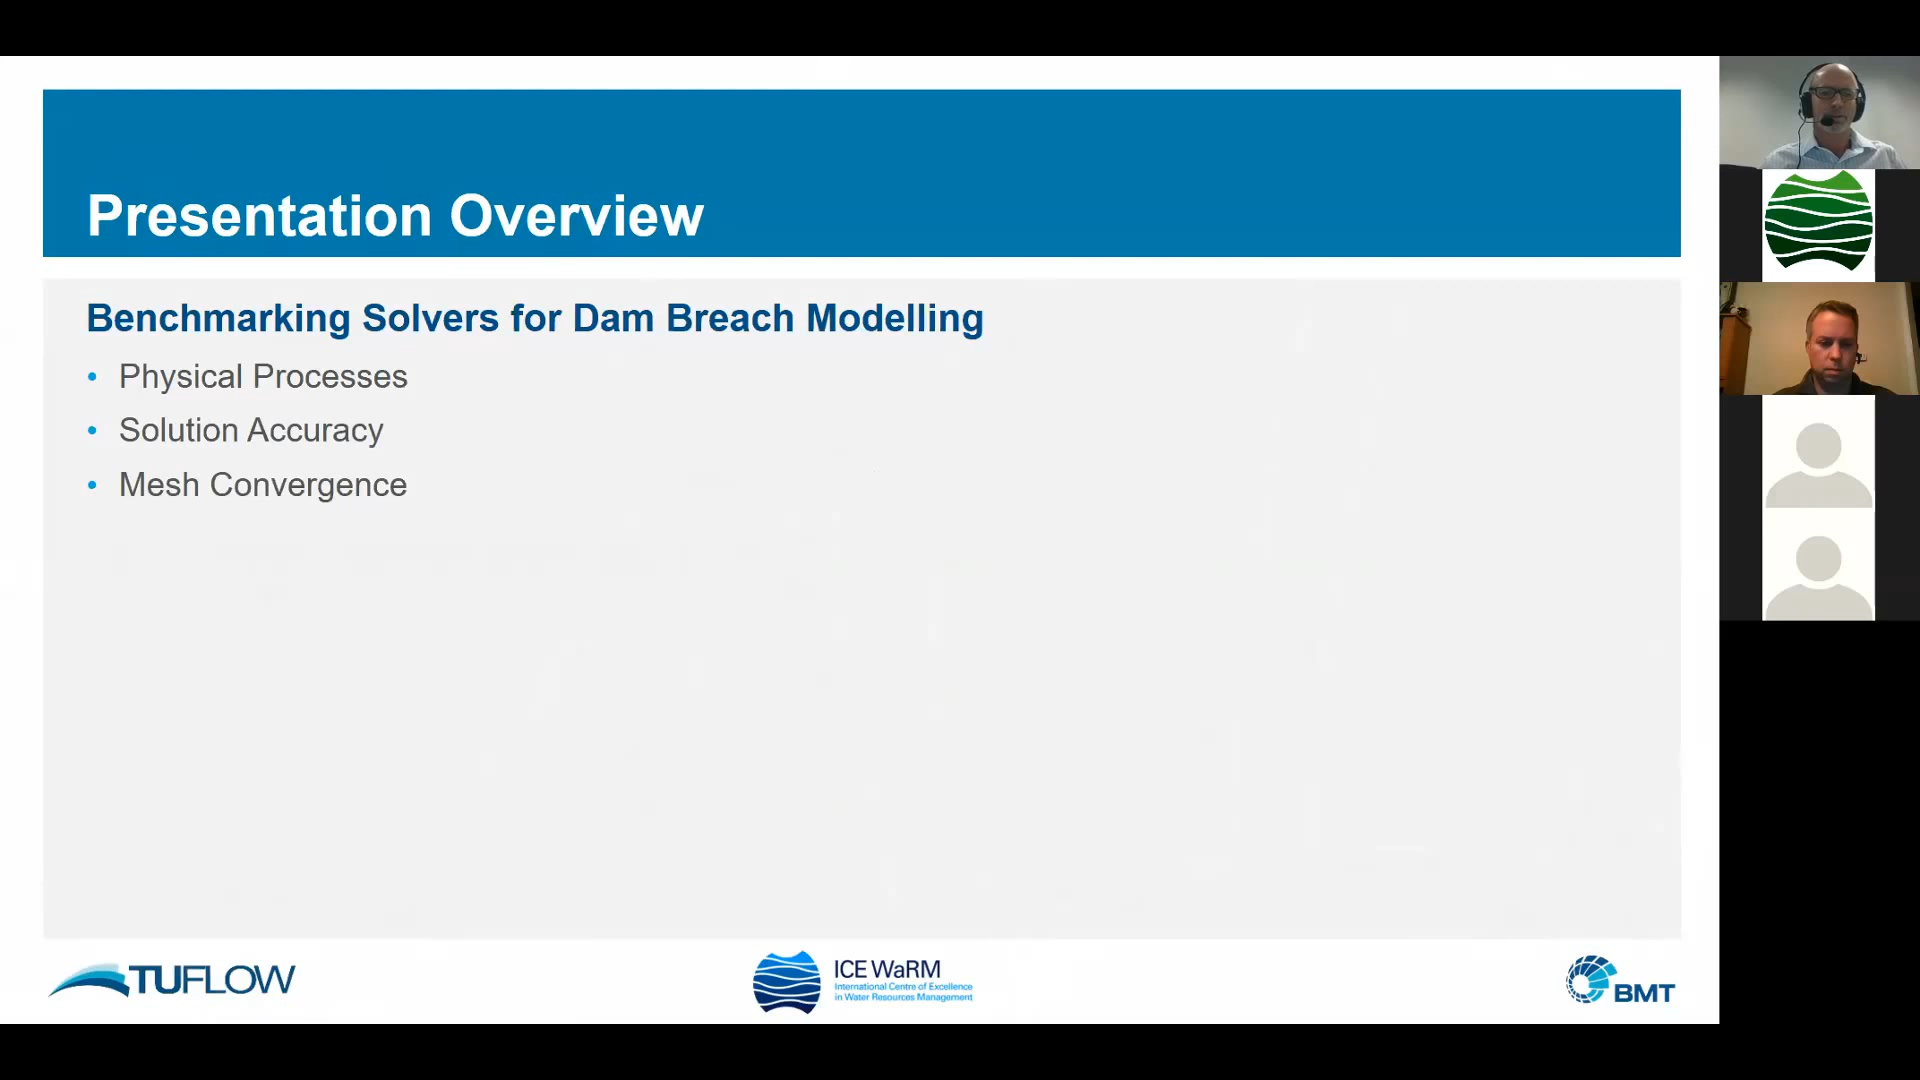 Presentation Overview
Benchmarking Solvers for Dam Breach Modelling
• Physical Processes
• Solution Accuracy
• Mesh Convergence
TUFLOW
ICE WaRM
International Centre of Excellence
in Water Resources Management
BMT